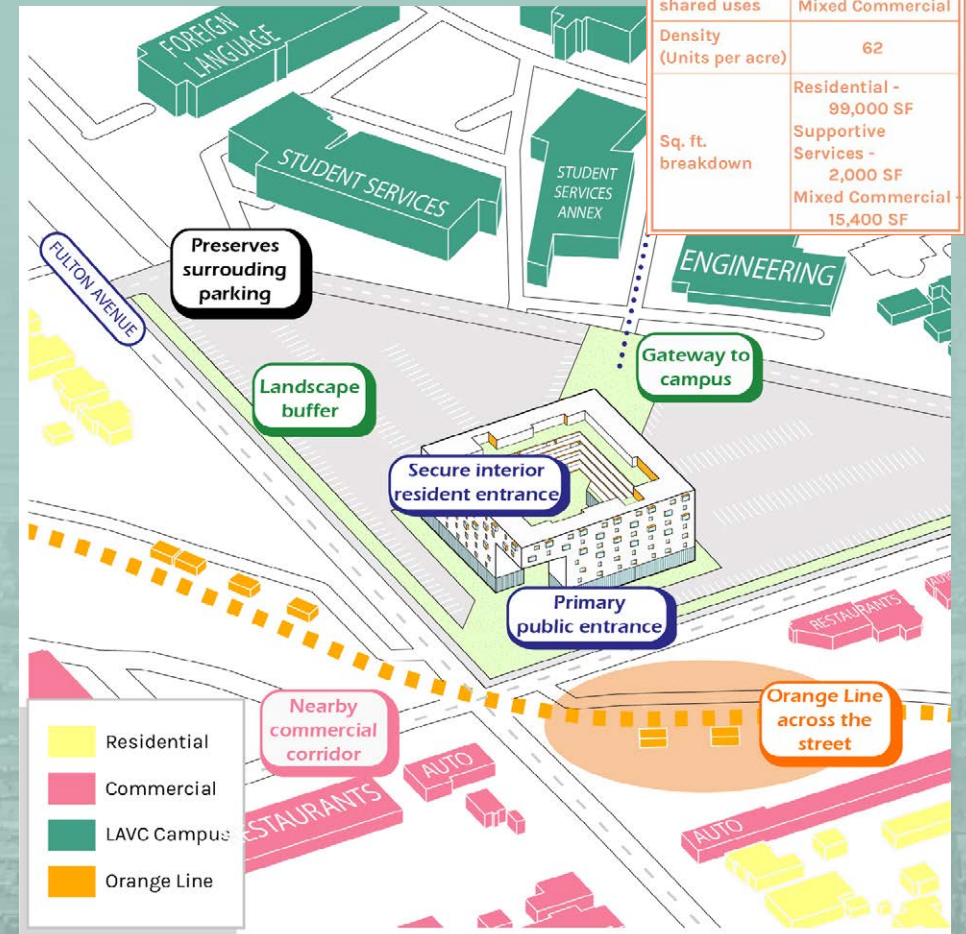 shared uses
Mixed Commercial
Density
(Units per acre)
62
Sq. ft.
breakdown
Residential -
99,000 SF
Supportive
Services -
2,000 SF
Mixed Commercial -
15,400 SF
FOREIGN
LANGUAGE
STUDENT SERVICES
STUDENT
SERVICES
ANNEX
ENGINEERING
FULTON AVENUE
Preserves
surrouding
parking
Landscape
buffer
Gateway to
campus
Secure interior
resident entrance
Primary
public entrance
RESTAURANTS
Nearby
commercial
corridor
Orange Line
across the
street
AUTO
AUTO
Residential
Commercial
LAVC Campus
Orange Line